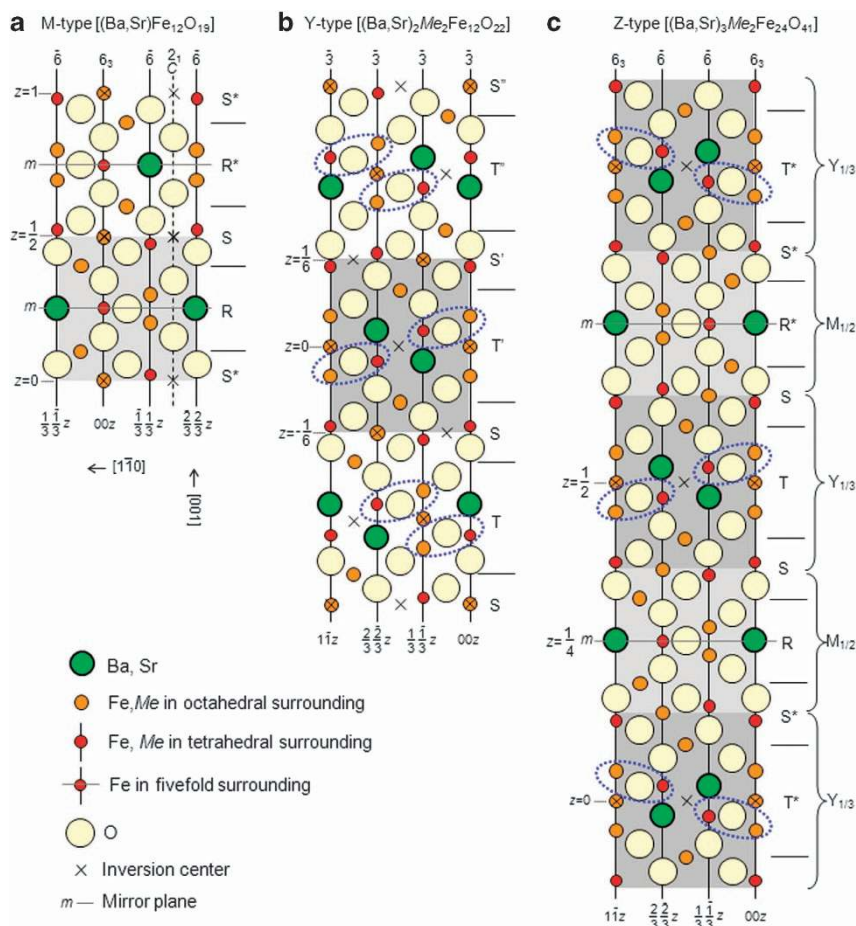 a M-type [(Ba,Sr)Fe12O19]
6̄ 6₃ 6̄ 2₁ 6̄
C
z=1
S*
m
R*
z=1/2
S
m
R
z=0
S*
1/3 1̄/3 z 00z 1̄/3 1/3 z 2̄/3 2/3 z
← [11̄0]
↑ [001]
b Y-type [(Ba,Sr)2Me2Fe12O22]
3̄ 3̄ 3̄ 3̄
S"
T"
z=1/6
S'
z=0
T'
z=-1/6
S
T
S
11̄z 2/3 2̄/3 z 1/3 1̄/3 z 00z
c Z-type [(Ba,Sr)3Me2Fe24O41]
6₃ 6̄ 6̄ 6₃
T* Y1/3
S*
m R* M1/2
S
z=1/2 T Y1/3
S
z=1/4 m R M1/2
S*
z=0 T* Y1/3
11̄z 2/3 2̄/3 z 1/3 1̄/3 z 00z
Ba, Sr
Fe,Me in octahedral surrounding
Fe, Me in tetrahedral surrounding
Fe in fivefold surrounding
O
× Inversion center
m — Mirror plane